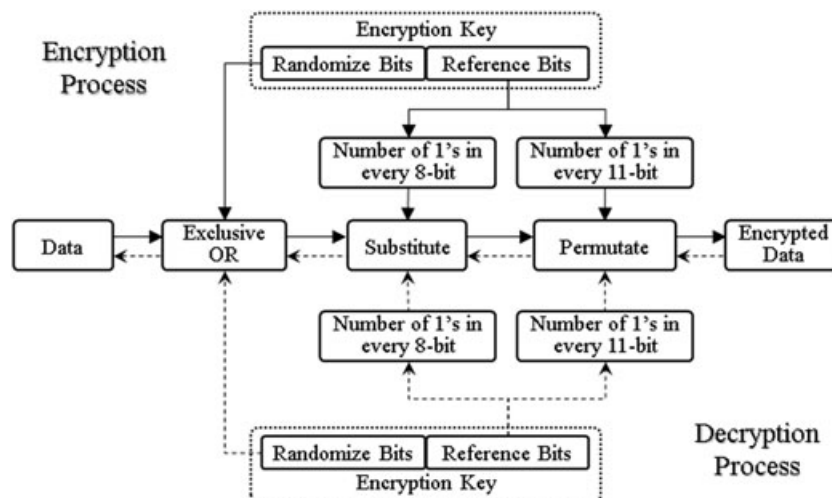 Encryption
Process
Encryption Key
Randomize Bits
Reference Bits
Number of 1's in
every 8-bit
Number of 1's in
every 11-bit
Data
Exclusive
OR
Substitute
Permutate
Encrypted
Data
Number of 1's in
every 8-bit
Number of 1's in
every 11-bit
Randomize Bits
Reference Bits
Encryption Key
Decryption
Process